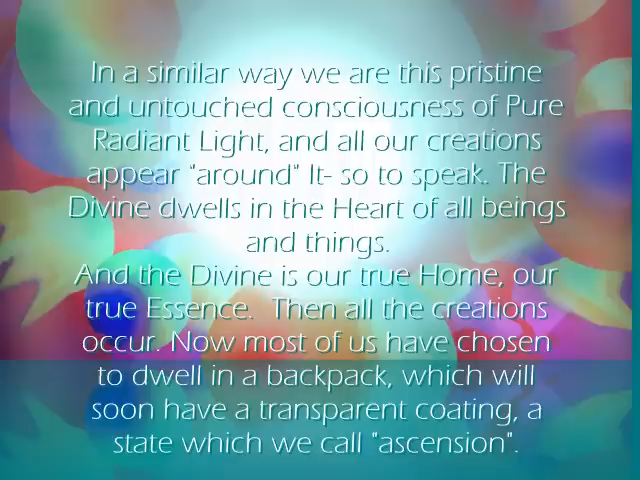 In a similar way we are this pristine
and untouched consciousness of Pure
Radiant Light, and all our creations
appear "around" It- so to speak. The
Divine dwells in the Heart of all beings
and things.
And the Divine is our true Home, our
true Essence.  Then all the creations
occur. Now most of us have chosen
to dwell in a backpack, which will
soon have a transparent coating, a
state which we call "ascension".